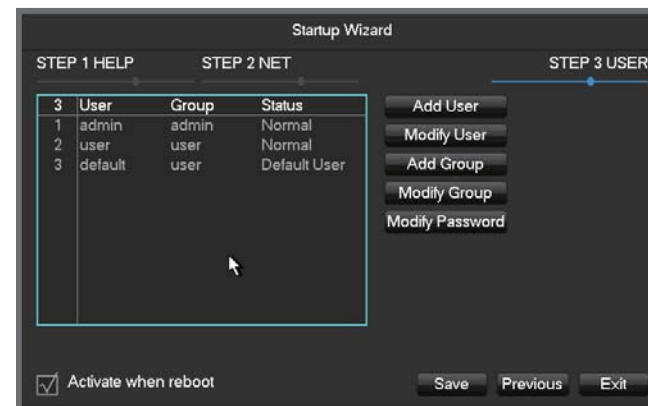 Startup Wizard
STEP 1 HELP STEP 2 NET STEP 3 USER
3 User Group Status
1 admin admin Normal
2 user user Normal
3 default user Default User
Add User
Modify User
Add Group
Modify Group
Modify Password
Activate when reboot
Save Previous Exit